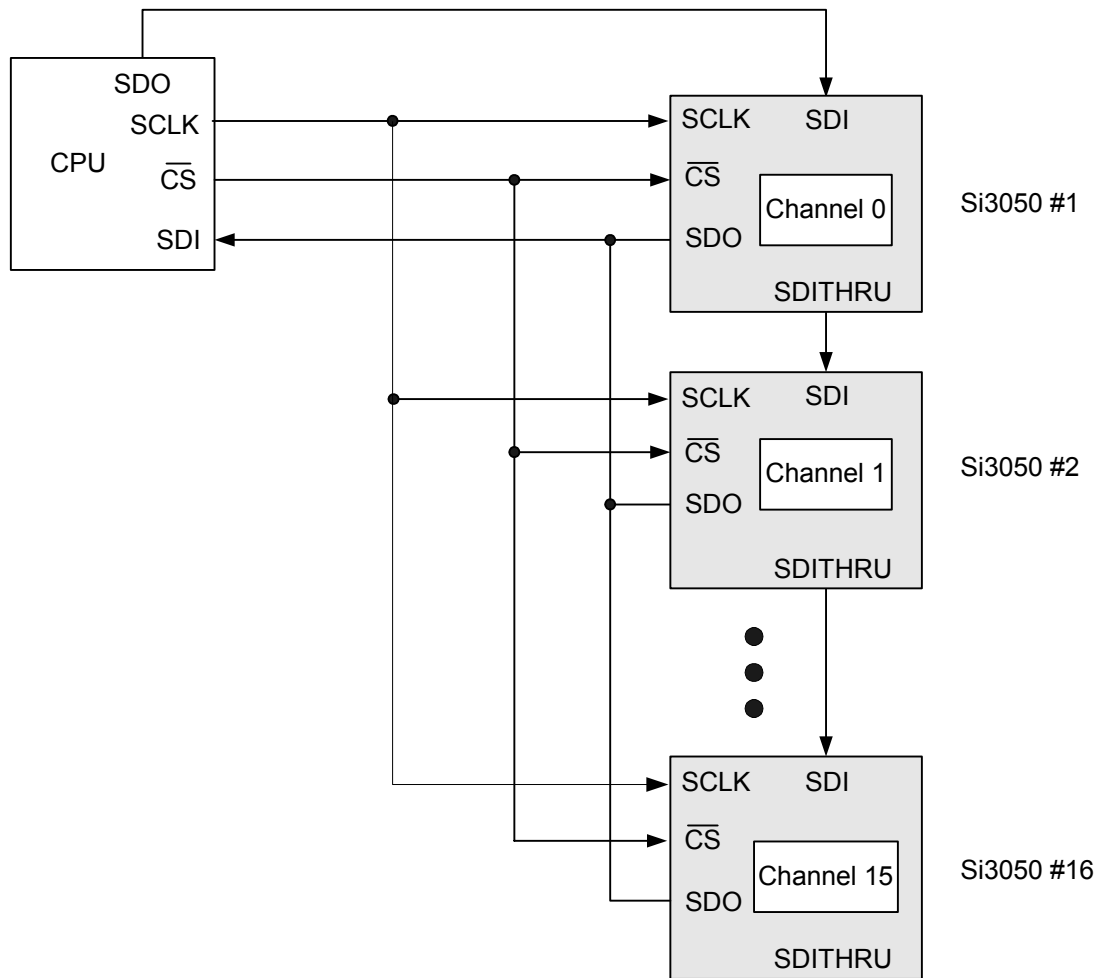 SDO
SCLK
CPU
CS
SDI
SCLK
SDI
CS
Channel 0
SDO
SDITHRU
Si3050 #1
SCLK
SDI
CS
Channel 1
SDO
SDITHRU
Si3050 #2
SCLK
SDI
CS
Channel 15
SDO
SDITHRU
Si3050 #16